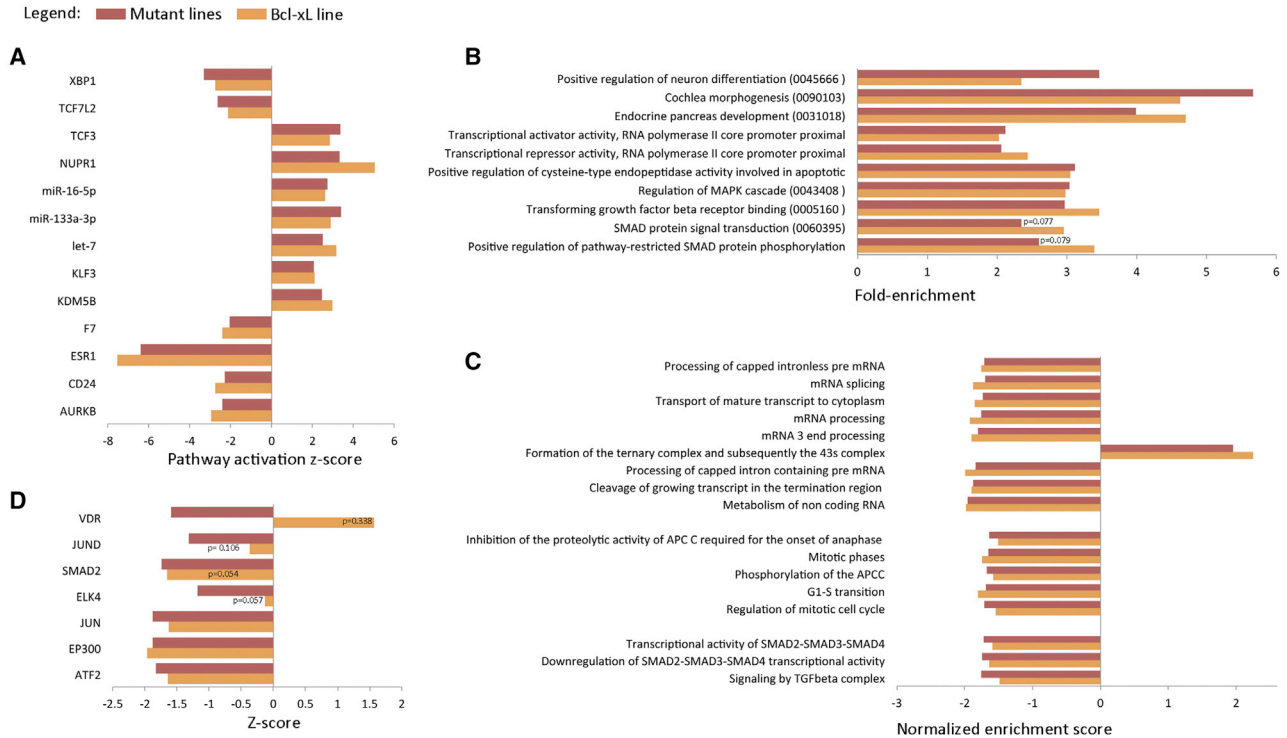 Legend: Mutant lines Bcl-xL line
A
XBP1
TCF7L2
TCF3
NUPR1
miR-16-5p
miR-133a-3p
let-7
KLF3
KDM5B
F7
ESR1
CD24
AURKB
-8 -6 -4 -2 0 2 4 6
Pathway activation z-score
B
Positive regulation of neuron differentiation (0045666 )
Cochlea morphogenesis (0090103)
Endocrine pancreas development (0031018)
Transcriptional activator activity, RNA polymerase II core promoter proximal
Transcriptional repressor activity, RNA polymerase II core promoter proximal
Positive regulation of cysteine-type endopeptidase activity involved in apoptotic
Regulation of MAPK cascade (0043408 )
Transforming growth factor beta receptor binding (0005160 )
SMAD protein signal transduction (0060395) p=0.077
Positive regulation of pathway-restricted SMAD protein phosphorylation p=0.079
0 1 2 3 4 5 6
Fold-enrichment
C
Processing of capped intronless pre mRNA
mRNA splicing
Transport of mature transcript to cytoplasm
mRNA processing
mRNA 3 end processing
Formation of the ternary complex and subsequently the 43s complex
Processing of capped intron containing pre mRNA
Cleavage of growing transcript in the termination region
Metabolism of non coding RNA
Inhibition of the proteolytic activity of APC C required for the onset of anaphase
Mitotic phases
Phosphorylation of the APCC
G1-S transition
Regulation of mitotic cell cycle
Transcriptional activity of SMAD2-SMAD3-SMAD4
Downregulation of SMAD2-SMAD3-SMAD4 transcriptional activity
Signaling by TGFbeta complex
-3 -2 -1 0 1 2
Normalized enrichment score
D
VDR p=0.338
JUND p= 0.106
SMAD2 p=0.054
ELK4 p=0.057
JUN
EP300
ATF2
-2.5 -2 -1.5 -1 -0.5 0 0.5 1 1.5 2
Z-score